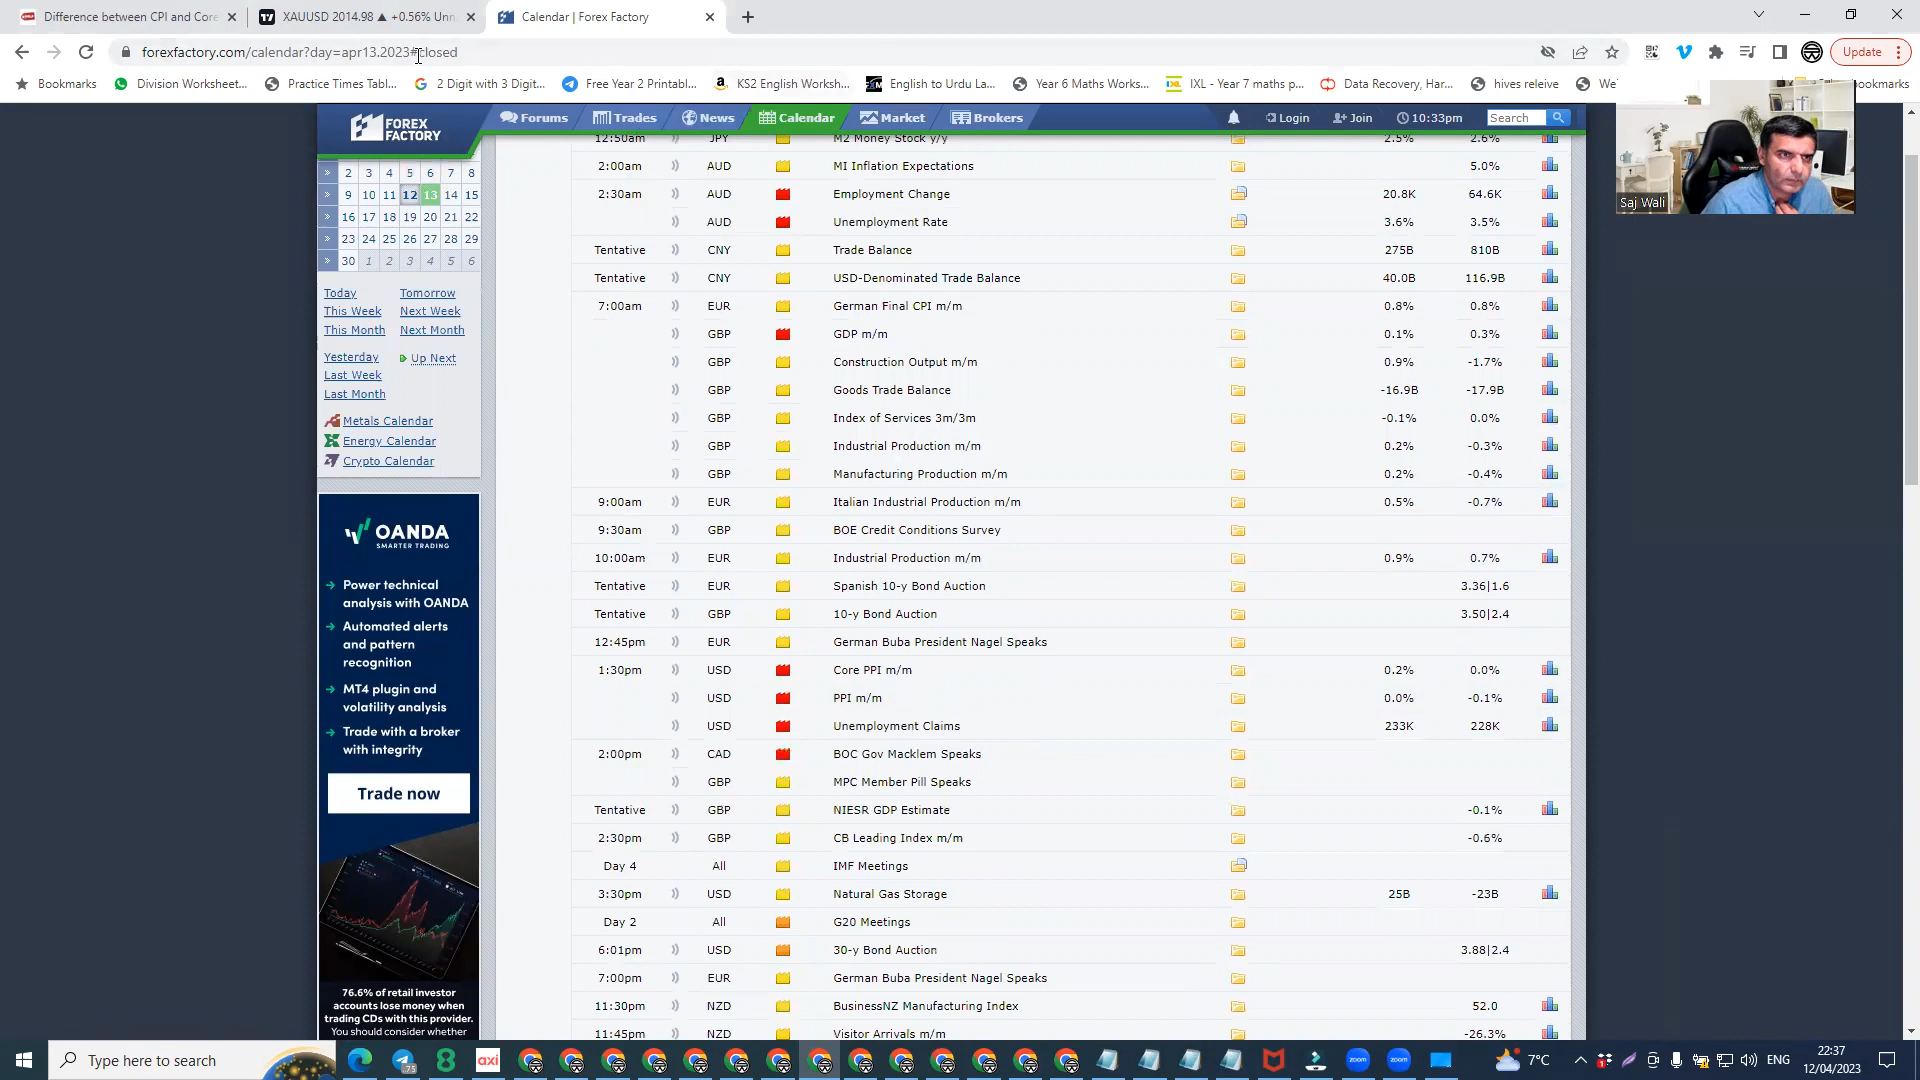 Difference between CPI and Core
XAUUSD 2014.98 ▲ +0.56% Unn
Calendar | Forex Factory
forexfactory.com/calendar?day=apr13.2023#closed
Update
Bookmarks
Division Worksheet...
Practice Times Tabl...
2 Digit with 3 Digit...
Free Year 2 Printabl...
KS2 English Worksh...
English to Urdu La...
Year 6 Maths Works...
IXL - Year 7 maths p...
Data Recovery, Har...
hives releive
FOREX FACTORY
Forums
Trades
News
Calendar
Market
Brokers
Login
Join
10:33pm
Search
Saj Wali
2 3 4 5 6 7 8
9 10 11 12 13 14 15
16 17 18 19 20 21 22
23 24 25 26 27 28 29
30 1 2 3 4 5 6
Today Tomorrow
This Week Next Week
This Month Next Month
Yesterday Up Next
Last Week
Last Month
Metals Calendar
Energy Calendar
Crypto Calendar
OANDA
SMARTER TRADING
Power technical
analysis with OANDA
Automated alerts
and pattern
recognition
MT4 plugin and
volatility analysis
Trade with a broker
with integrity
Trade now
76.6% of retail investor
accounts lose money when
trading CDs with this provider.
You should consider whether
12:50am JPY M2 Money Stock y/y 2.5% 2.6%
2:00am AUD MI Inflation Expectations 5.0%
2:30am AUD Employment Change 20.8K 64.6K
AUD Unemployment Rate 3.6% 3.5%
Tentative CNY Trade Balance 275B 810B
Tentative CNY USD-Denominated Trade Balance 40.0B 116.9B
7:00am EUR German Final CPI m/m 0.8% 0.8%
GBP GDP m/m 0.1% 0.3%
GBP Construction Output m/m 0.9% -1.7%
GBP Goods Trade Balance -16.9B -17.9B
GBP Index of Services 3m/3m -0.1% 0.0%
GBP Industrial Production m/m 0.2% -0.3%
GBP Manufacturing Production m/m 0.2% -0.4%
9:00am EUR Italian Industrial Production m/m 0.5% -0.7%
9:30am GBP BOE Credit Conditions Survey
10:00am EUR Industrial Production m/m 0.9% 0.7%
Tentative EUR Spanish 10-y Bond Auction 3.36|1.6
Tentative GBP 10-y Bond Auction 3.50|2.4
12:45pm EUR German Buba President Nagel Speaks
1:30pm USD Core PPI m/m 0.2% 0.0%
USD PPI m/m 0.0% -0.1%
USD Unemployment Claims 233K 228K
2:00pm CAD BOC Gov Macklem Speaks
GBP MPC Member Pill Speaks
Tentative GBP NIESR GDP Estimate -0.1%
2:30pm GBP CB Leading Index m/m -0.6%
Day 4 All IMF Meetings
3:30pm USD Natural Gas Storage 25B -23B
Day 2 All G20 Meetings
6:01pm USD 30-y Bond Auction 3.88|2.4
7:00pm EUR German Buba President Nagel Speaks
11:30pm NZD BusinessNZ Manufacturing Index 52.0
11:45pm NZD Visitor Arrivals m/m -26.3%
Type here to search
axi
zoom
zoom
7°C
ENG
22:37
12/04/2023